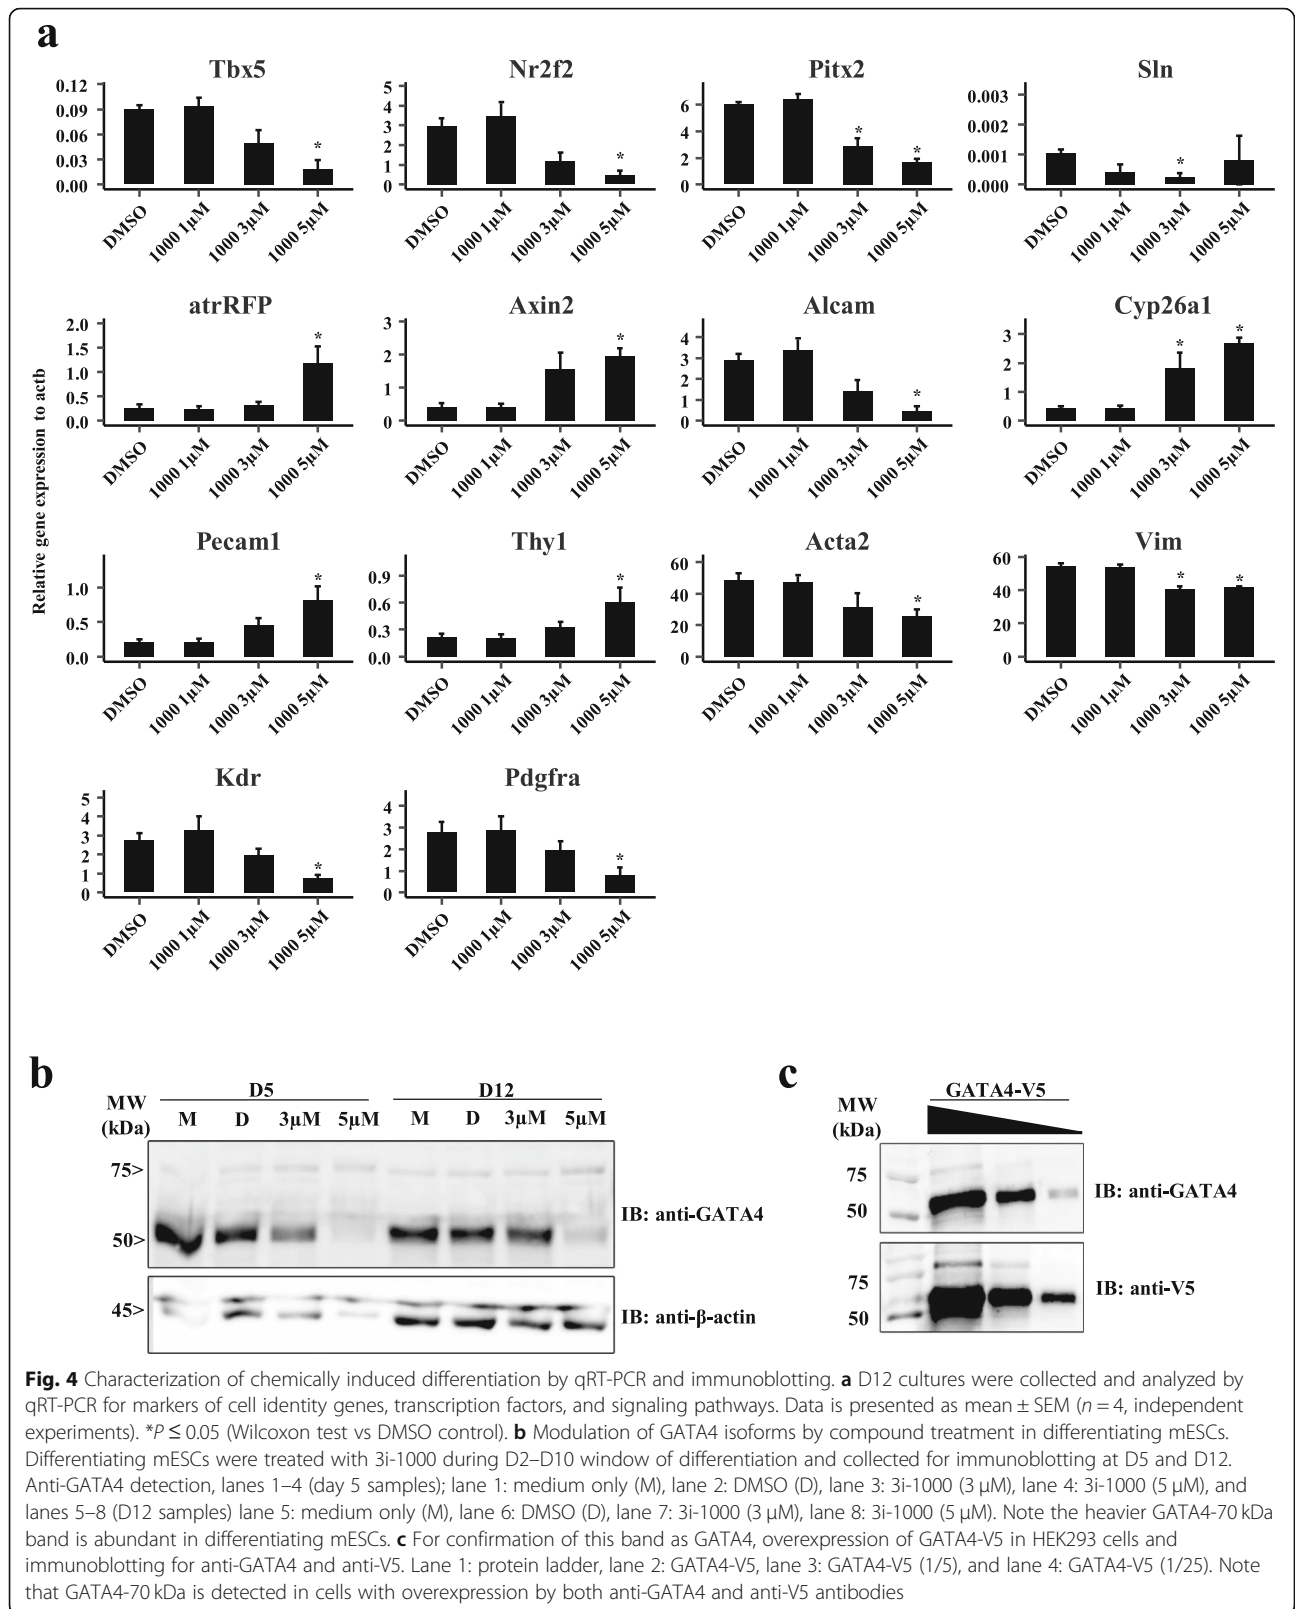 a
Tbx5 Nr2f2 Pitx2 Sln
0.12
0.09
0.06
0.03
0.00
*
DMSO 1000 1µM 1000 3µM 1000 5µM
5
4
3
2
1
0
*
DMSO 1000 1µM 1000 3µM 1000 5µM
6
4
2
0
* *
DMSO 1000 1µM 1000 3µM 1000 5µM
0.003
0.002
0.001
0.000
*
DMSO 1000 1µM 1000 3µM 1000 5µM
Relative gene expression to actb
atrRFP Axin2 Alcam Cyp26a1
2.0
1.5
1.0
0.5
0.0
*
DMSO 1000 1µM 1000 3µM 1000 5µM
3
2
1
0
*
DMSO 1000 1µM 1000 3µM 1000 5µM
4
3
2
1
0
*
DMSO 1000 1µM 1000 3µM 1000 5µM
3
2
1
0
* *
DMSO 1000 1µM 1000 3µM 1000 5µM
Pecam1 Thy1 Acta2 Vim
1.0
0.5
0.0
*
DMSO 1000 1µM 1000 3µM 1000 5µM
0.9
0.6
0.3
0.0
*
DMSO 1000 1µM 1000 3µM 1000 5µM
60
40
20
0
*
DMSO 1000 1µM 1000 3µM 1000 5µM
60
40
20
0
* *
DMSO 1000 1µM 1000 3µM 1000 5µM
Kdr Pdgfra
5
4
3
2
1
0
*
DMSO 1000 1µM 1000 3µM 1000 5µM
4
3
2
1
0
*
DMSO 1000 1µM 1000 3µM 1000 5µM
b
D5 D12
MW
(kDa)
M D 3µM 5µM M D 3µM 5µM
75>
50>
IB: anti-GATA4
45>
IB: anti-β-actin
c
GATA4-V5
MW
(kDa)
75
50
IB: anti-GATA4
75
50
IB: anti-V5
Fig. 4 Characterization of chemically induced differentiation by qRT-PCR and immunoblotting. a D12 cultures were collected and analyzed by
qRT-PCR for markers of cell identity genes, transcription factors, and signaling pathways. Data is presented as mean ± SEM (n = 4, independent
experiments). *P ≤ 0.05 (Wilcoxon test vs DMSO control). b Modulation of GATA4 isoforms by compound treatment in differentiating mESCs.
Differentiating mESCs were treated with 3i-1000 during D2–D10 window of differentiation and collected for immunoblotting at D5 and D12.
Anti-GATA4 detection, lanes 1–4 (day 5 samples); lane 1: medium only (M), lane 2: DMSO (D), lane 3: 3i-1000 (3 µM), lane 4: 3i-1000 (5 µM), and
lanes 5–8 (D12 samples) lane 5: medium only (M), lane 6: DMSO (D), lane 7: 3i-1000 (3 µM), lane 8: 3i-1000 (5 µM). Note the heavier GATA4-70 kDa
band is abundant in differentiating mESCs. c For confirmation of this band as GATA4, overexpression of GATA4-V5 in HEK293 cells and
immunoblotting for anti-GATA4 and anti-V5. Lane 1: protein ladder, lane 2: GATA4-V5, lane 3: GATA4-V5 (1/5), and lane 4: GATA4-V5 (1/25). Note
that GATA4-70 kDa is detected in cells with overexpression by both anti-GATA4 and anti-V5 antibodies